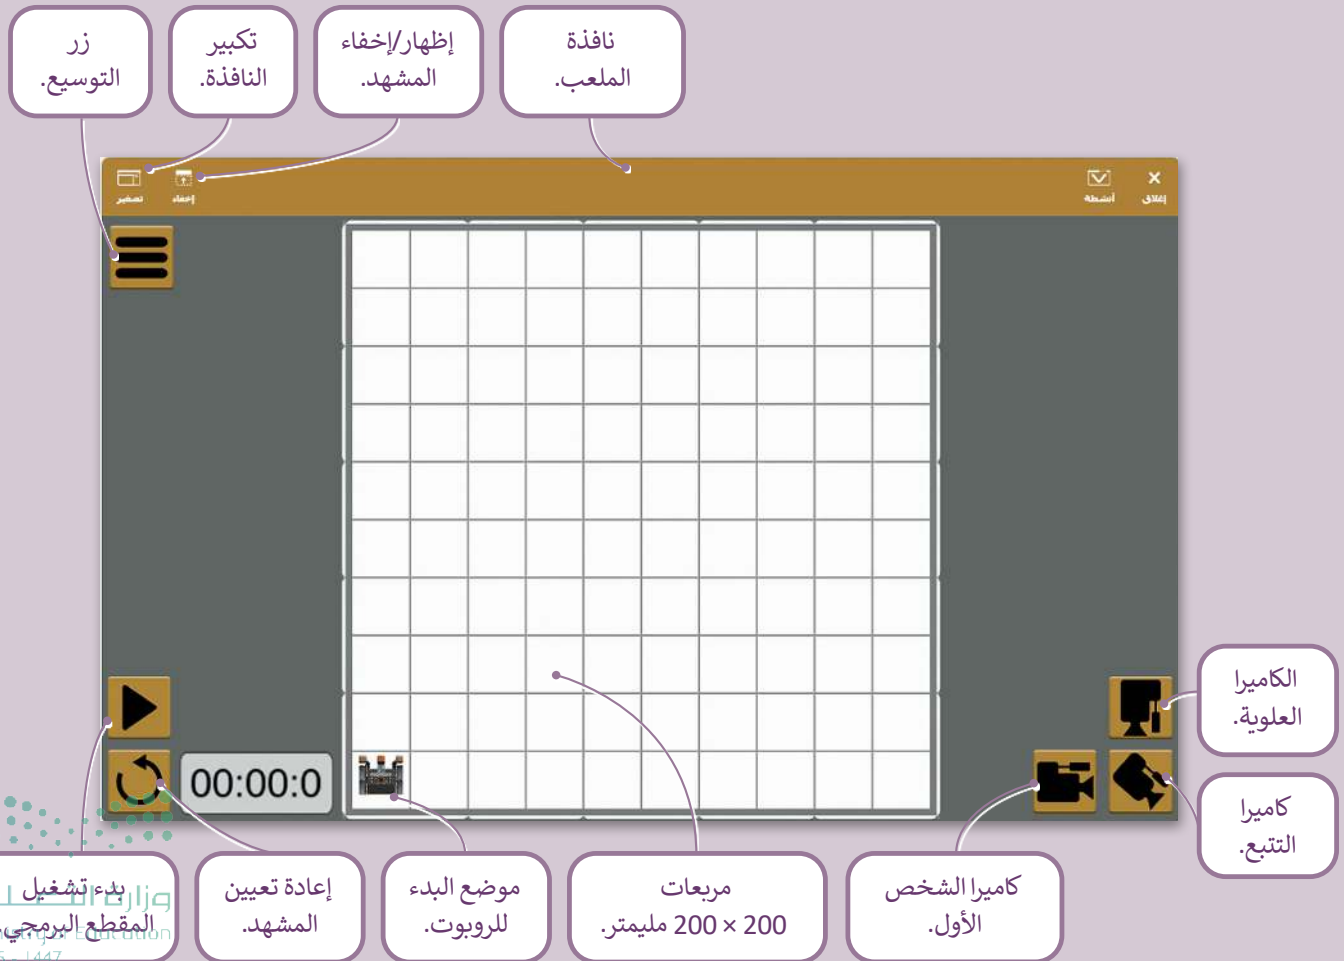 نافذة
الملعب.
إظهار/إخفاء
المشهد.
تكبير
النافذة.
زر
التوسيع.
إغلاق
أنشطة
إخفاء
تصغير
الكاميرا
العلوية.
كاميرا
التتبع.
00:00:0
كاميرا الشخص
الأول.
مربعات
200 × 200 مليمتر.
موضع البدء
للروبوت.
إعادة تعيين
المشهد.
بدء تشغيل
المقطع البرمجي.